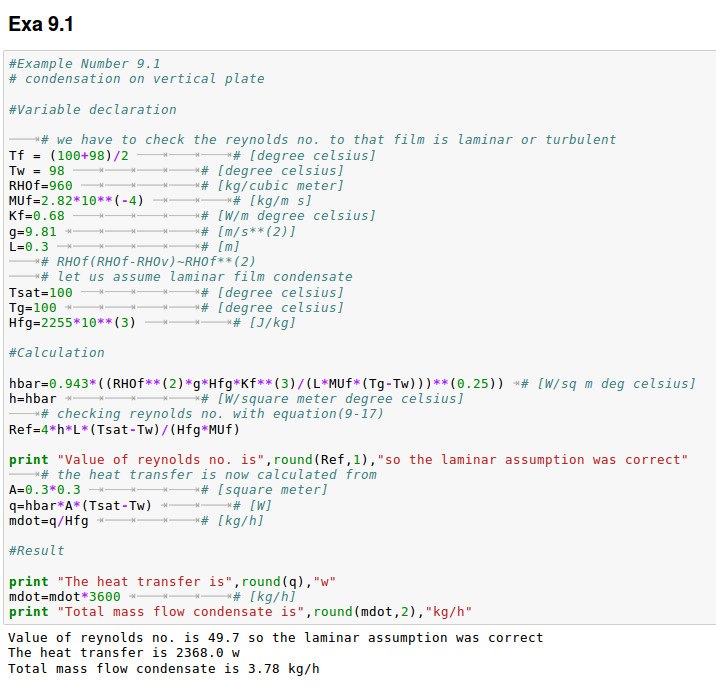 Exa 9.1
#Example Number 9.1
# condensation on vertical plate
#Variable declaration
# we have to check the reynolds no. to that film is laminar or turbulent
Tf = (100+98)/2 # [degree celsius]
Tw = 98 # [degree celsius]
RHOf=960 # [kg/cubic meter]
MUf=2.82*10**(-4) # [kg/m s]
Kf=0.68 # [W/m degree celsius]
g=9.81 # [m/s**(2)]
L=0.3 # [m]
# RHOf(RHOf-RHOv)~RHOf**(2)
# let us assume laminar film condensate
Tsat=100 # [degree celsius]
Tg=100 # [degree celsius]
Hfg=2255*10**(3) # [J/kg]
#Calculation
hbar=0.943*((RHOf**(2)*g*Hfg*Kf**(3)/(L*MUf*(Tg-Tw)))**(0.25)) # [W/sq m deg celsius]
h=hbar # [W/square meter degree celsius]
# checking reynolds no. with equation(9-17)
Ref=4*h*L*(Tsat-Tw)/(Hfg*MUf)
print "Value of reynolds no. is",round(Ref,1),"so the laminar assumption was correct"
# the heat transfer is now calculated from
A=0.3*0.3 # [square meter]
q=hbar*A*(Tsat-Tw) # [W]
mdot=q/Hfg # [kg/h]
#Result
print "The heat transfer is",round(q),"w"
mdot=mdot*3600 # [kg/h]
print "Total mass flow condensate is",round(mdot,2),"kg/h"
Value of reynolds no. is 49.7 so the laminar assumption was correct
The heat transfer is 2368.0 w
Total mass flow condensate is 3.78 kg/h